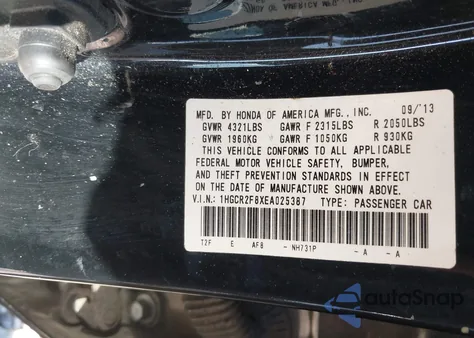 MFD. BY HONDA OF AMERICA MFG., INC. 09/13
GVWR 4321LBS GAWR F 2315LBS R 2050LBS
GVWR 1960KG GAWR F 1050KG R 930KG
THIS VEHICLE CONFORMS TO ALL APPLICABLE
FEDERAL MOTOR VEHICLE SAFETY, BUMPER,
AND THEFT PREVENTION STANDARDS IN EFFECT
ON THE DATE OF MANUFACTURE SHOWN ABOVE.
V.I.N.: 1HGCR2F8XEA025387 TYPE: PASSENGER CAR
T2F E AF8 - NH731P - A - A
autoSnap